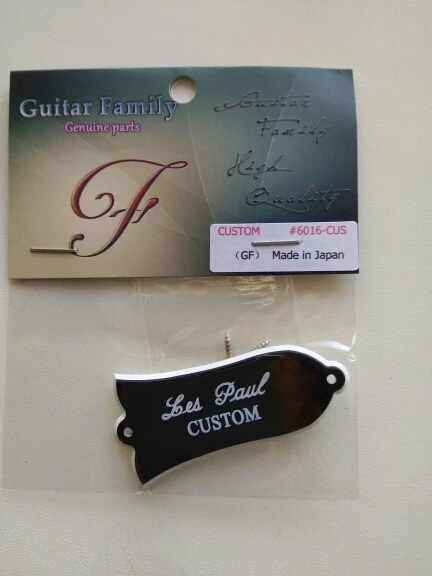 Guitar Family
Genuine parts
F
Guitar
Family
High
Quality
CUSTOM #6016-CUS
（GF） Made in Japan
Les Paul
CUSTOM